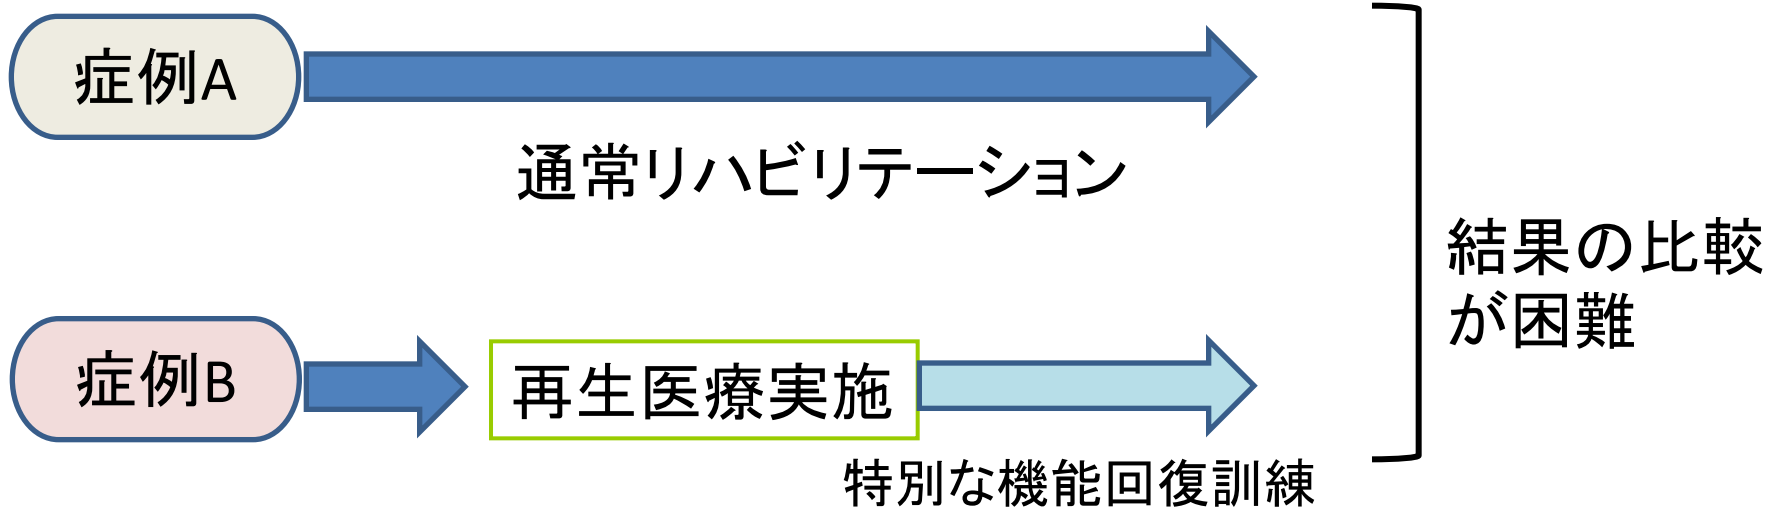 症例A
通常リハビリテーション
症例B
再生医療実施
特別な機能回復訓練
結果の比較
が困難